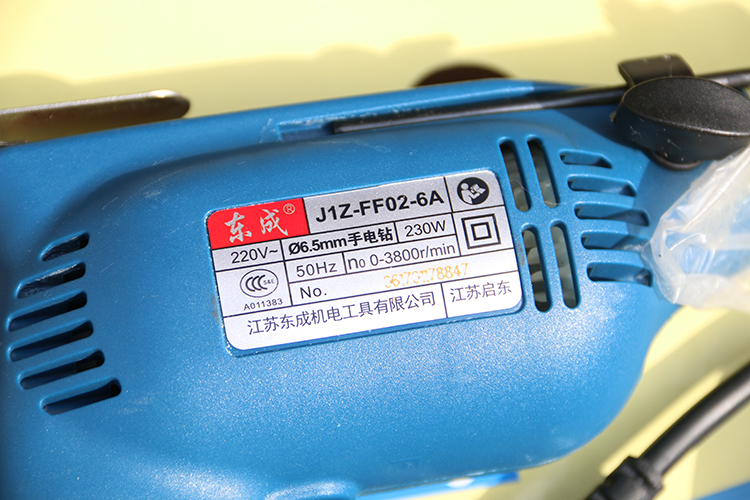 东成® J1Z-FF02-6A
220V~ Ø6.5mm手电钻 230W
50Hz n0 0-3800r/min
CCC S&E
A011383
No.
江苏东成机电工具有限公司 江苏启东